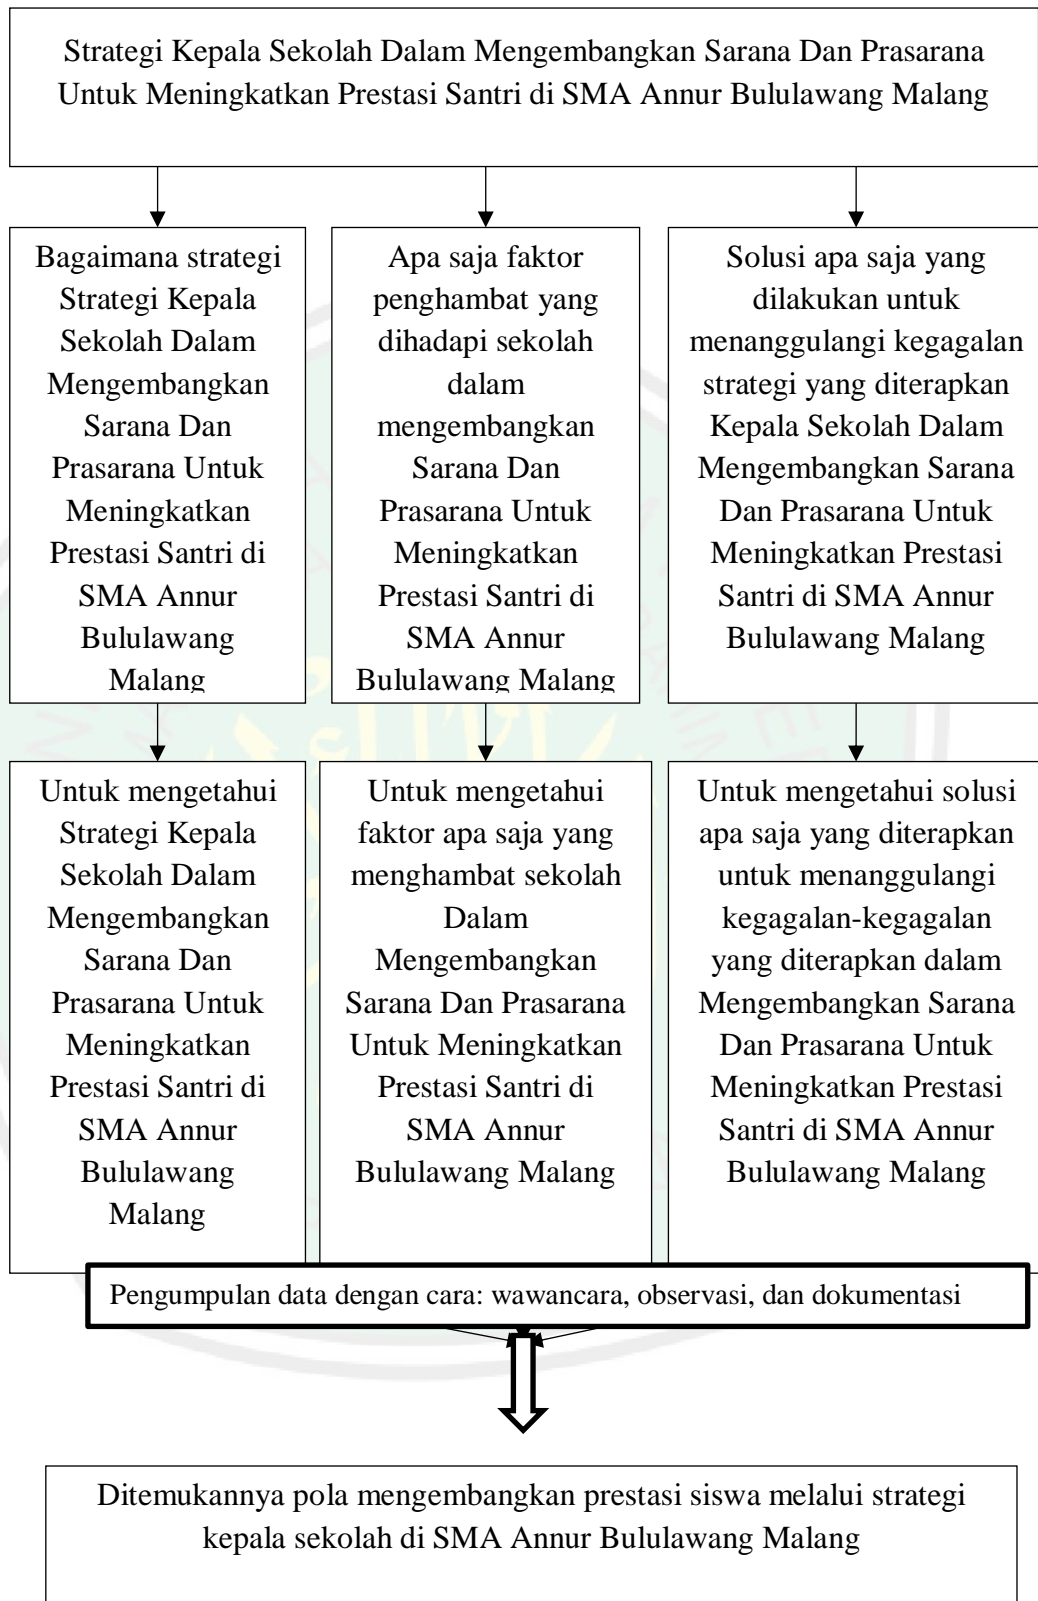 Strategi Kepala Sekolah Dalam Mengembangkan Sarana Dan Prasarana
Untuk Meningkatkan Prestasi Santri di SMA Annur Bululawang Malang
Bagaimana strategi
Strategi Kepala
Sekolah Dalam
Mengembangkan
Sarana Dan
Prasarana Untuk
Meningkatkan
Prestasi Santri di
SMA Annur
Bululawang
Malang
Apa saja faktor
penghambat yang
dihadapi sekolah
dalam
mengembangkan
Sarana Dan
Prasarana Untuk
Meningkatkan
Prestasi Santri di
SMA Annur
Bululawang Malang
Solusi apa saja yang
dilakukan untuk
menanggulangi kegagalan
strategi yang diterapkan
Kepala Sekolah Dalam
Mengembangkan Sarana
Dan Prasarana Untuk
Meningkatkan Prestasi
Santri di SMA Annur
Bululawang Malang
Untuk mengetahui
Strategi Kepala
Sekolah Dalam
Mengembangkan
Sarana Dan
Prasarana Untuk
Meningkatkan
Prestasi Santri di
SMA Annur
Bululawang
Malang
Untuk mengetahui
faktor apa saja yang
menghambat sekolah
Dalam
Mengembangkan
Sarana Dan Prasarana
Untuk Meningkatkan
Prestasi Santri di
SMA Annur
Bululawang Malang
Untuk mengetahui solusi
apa saja yang diterapkan
untuk menanggulangi
kegagalan-kegagalan
yang diterapkan dalam
Mengembangkan Sarana
Dan Prasarana Untuk
Meningkatkan Prestasi
Santri di SMA Annur
Bululawang Malang
Pengumpulan data dengan cara: wawancara, observasi, dan dokumentasi
Ditemukannya pola mengembangkan prestasi siswa melalui strategi
kepala sekolah di SMA Annur Bululawang Malang